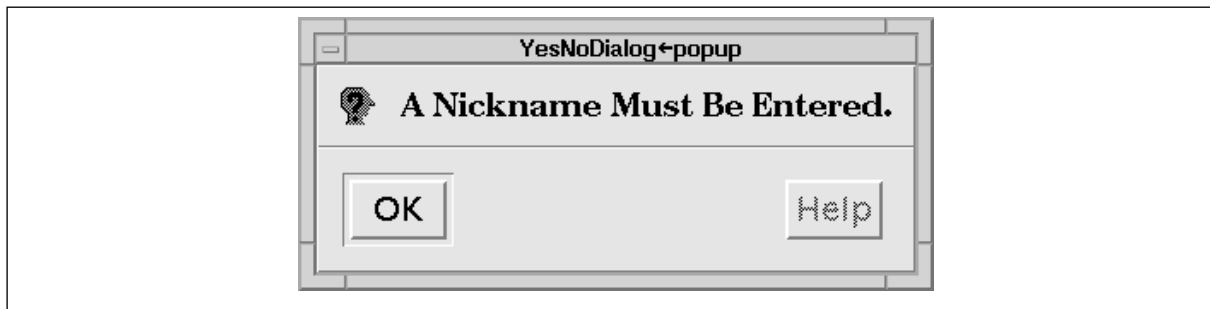 YesNoDialog←popup
? A Nickname Must Be Entered.
OK
Help